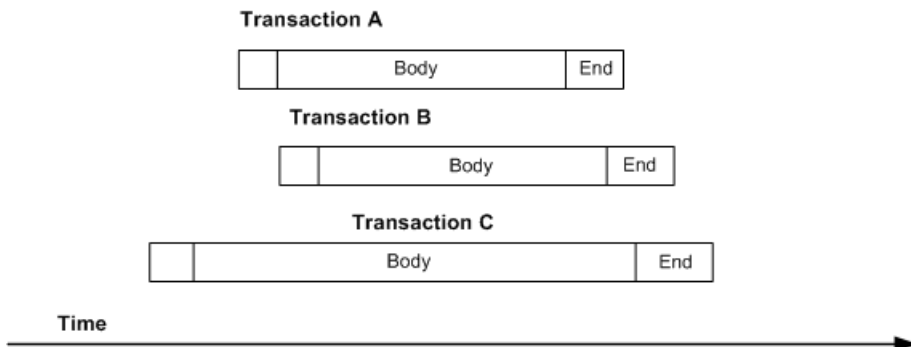 Transaction A
Body End
Transaction B
Body End
Transaction C
Body End
Time